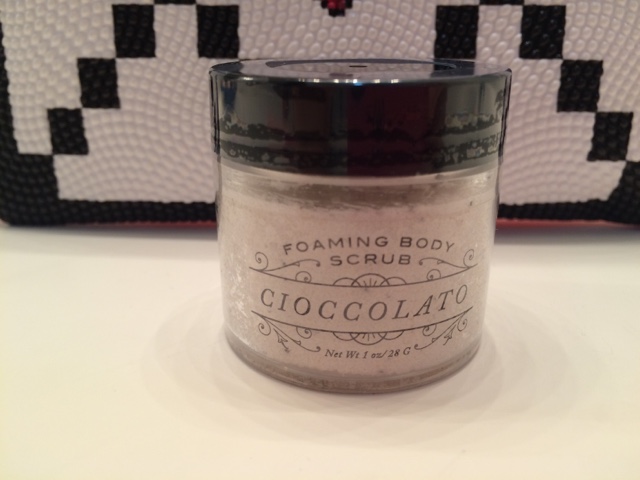 FOAMING BODY
SCRUB
CIOCCOLATO
Net Wt 1 oz/28 G